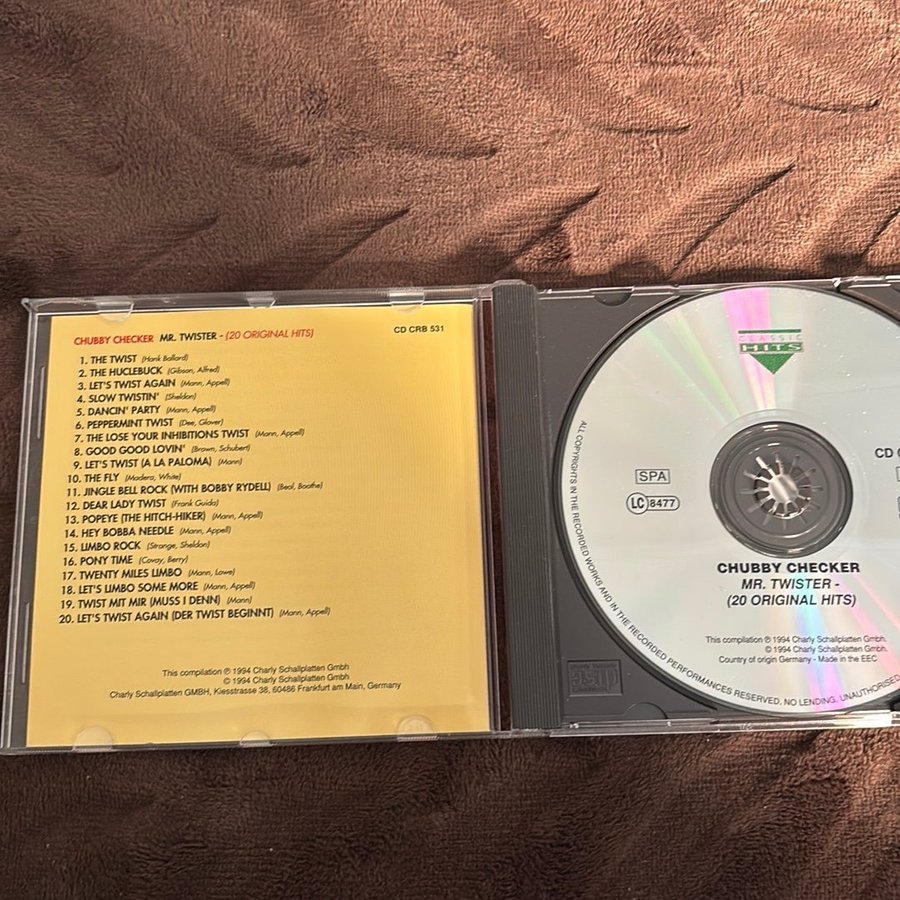 CHUBBY CHECKER MR. TWISTER - (20 ORIGINAL HITS) CD CRB 531
1. THE TWIST (Hank Ballard)
2. THE HUCLEBUCK (Gibson, Alfred)
3. LET'S TWIST AGAIN (Mann, Appell)
4. SLOW TWISTIN' (Sheldon)
5. DANCIN' PARTY (Mann, Appell)
6. PEPPERMINT TWIST (Dee, Glover)
7. THE LOSE YOUR INHIBITIONS TWIST (Mann, Appell)
8. GOOD GOOD LOVIN' (Brown, Schubert)
9. LET'S TWIST (A LA PALOMA) (Mann)
10. THE FLY (Madera, White)
11. JINGLE BELL ROCK (WITH BOBBY RYDELL) (Beal, Boothe)
12. DEAR LADY TWIST (Frank Guida)
13. POPEYE (THE HITCH-HIKER) (Mann, Appell)
14. HEY BOBBA NEEDLE (Mann, Appell)
15. LIMBO ROCK (Strange, Sheldon)
16. PONY TIME (Covay, Berry)
17. TWENTY MILES LIMBO (Mann, Lowe)
18. LET'S LIMBO SOME MORE (Mann, Appell)
19. TWIST MIT MIR (MUSS I DENN) (Mann)
20. LET'S TWIST AGAIN (DER TWIST BEGINNT) (Mann, Appell)
This compilation ℗ 1994 Charly Schallplatten Gmbh
© 1994 Charly Schallplatten Gmbh
Charly Schallplatten GMBH, Kiesstrasse 38, 60486 Frankfurt am Main, Germany
CLASSIC
HITS
CD
SPA
LC 8477
CHUBBY CHECKER
MR. TWISTER -
(20 ORIGINAL HITS)
This compilation ℗ 1994 Charly Schallplatten Gmbh.
© 1994 Charly Schallplatten Gmbh.
Country of origin Germany - Made in the EEC
ALL COPYRIGHTS IN THE RECORDED WORKS AND IN THE RECORDED PERFORMANCES RESERVED. NO LENDING. UNAUTHORISED
disc